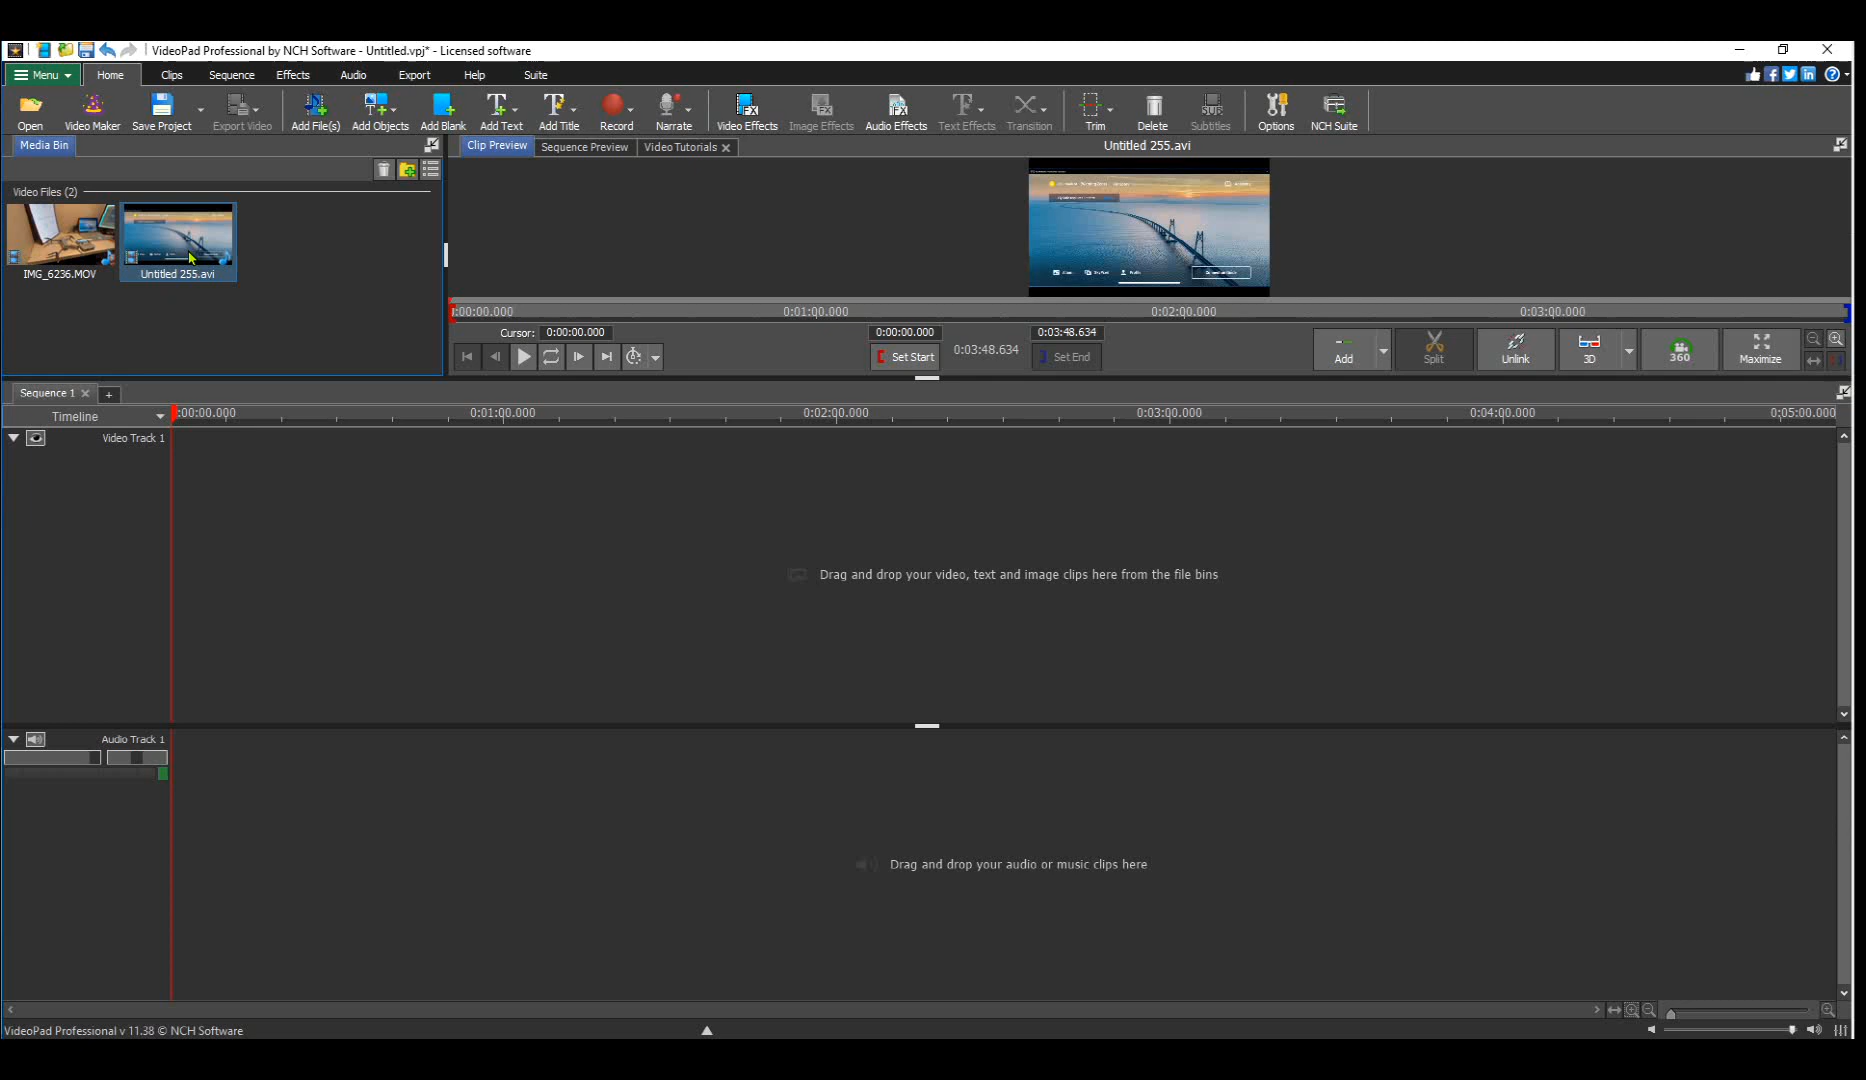 VideoPad Professional by NCH Software - Untitled.vpj* - Licensed software
Menu Home Clips Sequence Effects Audio Export Help Suite
Open Video Maker Save Project Export Video Add File(s) Add Objects Add Blank Add Text Add Title Record Narrate Video Effects Image Effects Audio Effects Text Effects Transition Trim Delete Subtitles Options NCH Suite
Media Bin
Clip Preview Sequence Preview Video Tutorials Untitled 255.avi
Video Files (2)
IMG_6236.MOV Untitled 255.avi
:00:00.000 0:01:00.000 0:02:00.000 0:03:00.000
Cursor: 0:00:00.000 0:00:00.000 0:03:48.634
Set Start 0:03:48.634 Set End
Add Split Unlink 3D 360 Maximize
Sequence 1
Timeline :00:00.000 0:01:00.000 0:02:00.000 0:03:00.000 0:04:00.000 0:05:00.000
Video Track 1
Drag and drop your video, text and image clips here from the file bins
Audio Track 1
Drag and drop your audio or music clips here
VideoPad Professional v 11.38 © NCH Software